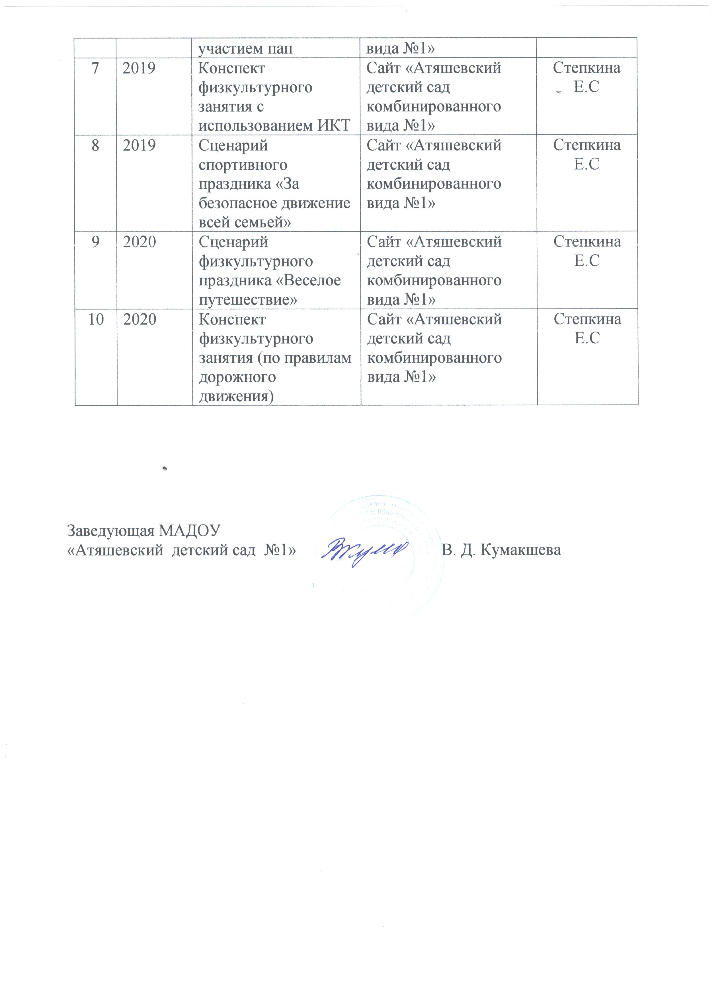 участием пап вида №1»
7 2019 Конспект Сайт «Атяшевский Степкина
физкультурного детский сад Е.С
занятия с комбинированного
использованием ИКТ вида №1»
8 2019 Сценарий Сайт «Атяшевский Степкина
спортивного детский сад Е.С
праздника «За комбинированного
безопасное движение вида №1»
всей семьей»
9 2020 Сценарий Сайт «Атяшевский Степкина
физкультурного детский сад Е.С
праздника «Веселое комбинированного
путешествие» вида №1»
10 2020 Конспект Сайт «Атяшевский Степкина
физкультурного детский сад Е.С
занятия (по правилам комбинированного
дорожного вида №1»
движения)
Заведующая МАДОУ
«Атяшевский детский сад №1» В. Д. Кумакшева